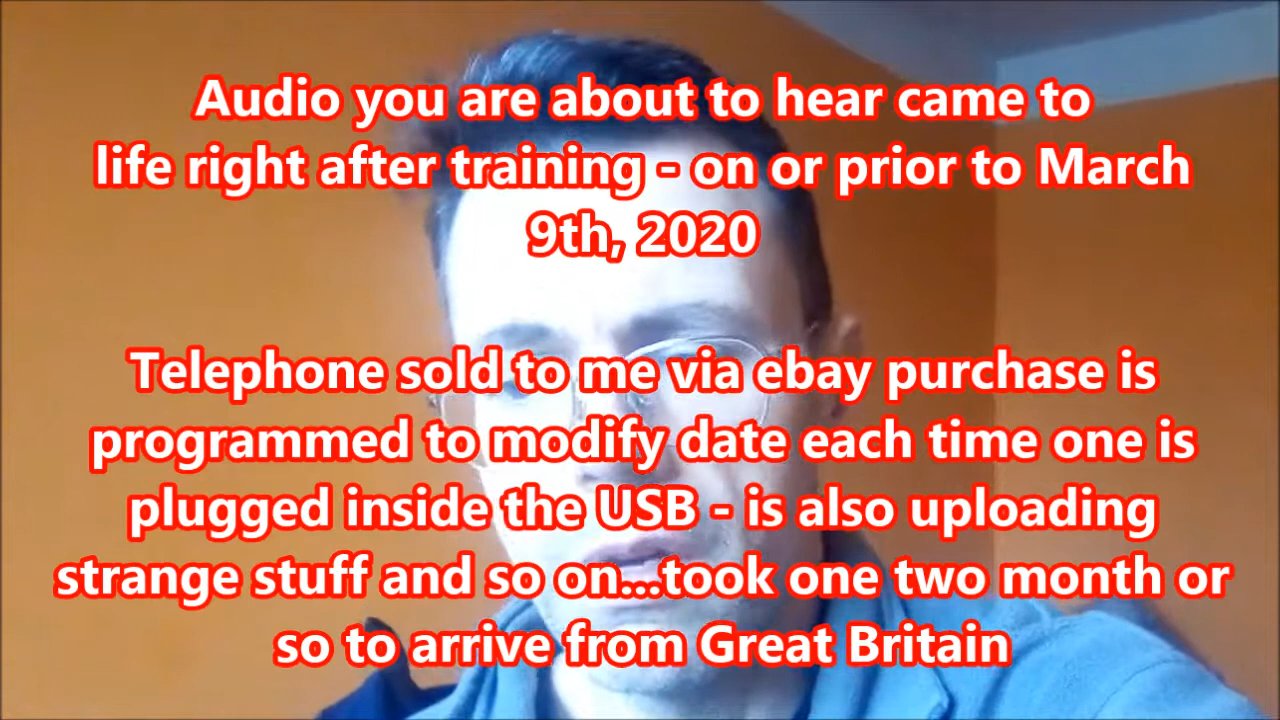 Audio you are about to hear came to
life right after training - on or prior to March
9th, 2020
Telephone sold to me via ebay purchase is
programmed to modify date each time one is
plugged inside the USB - is also uploading
strange stuff and so on...took one two month or
so to arrive from Great Britain